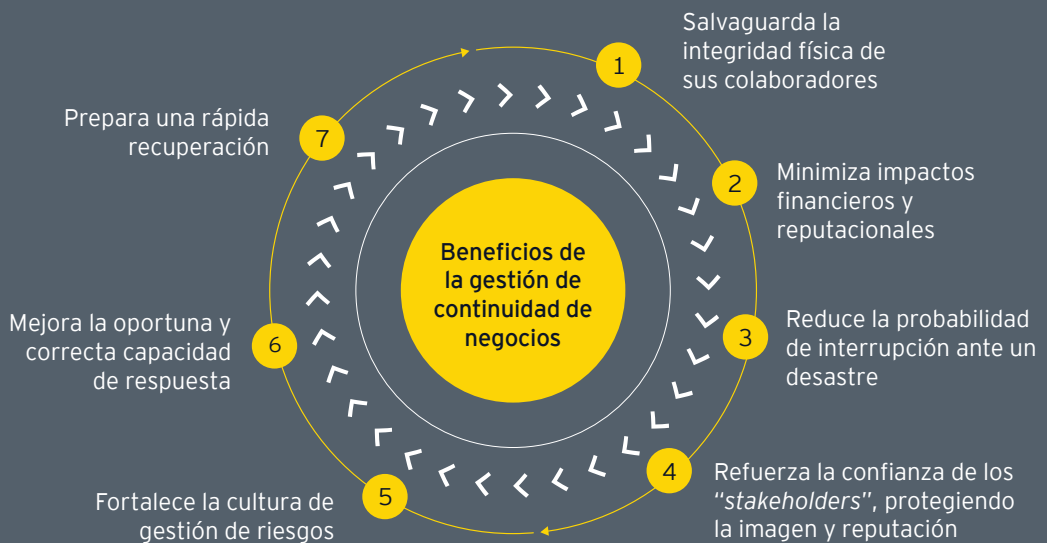 Beneficios de
la gestión de
continuidad de
negocios
1
Salvaguarda la
integridad física de
sus colaboradores
2
Minimiza impactos
financieros y
reputacionales
3
Reduce la probabilidad
de interrupción ante un
desastre
4
Refuerza la confianza de los
“stakeholders”, protegiendo
la imagen y reputación
5
Fortalece la cultura de
gestión de riesgos
6
Mejora la oportuna y
correcta capacidad
de respuesta
7
Prepara una rápida
recuperación